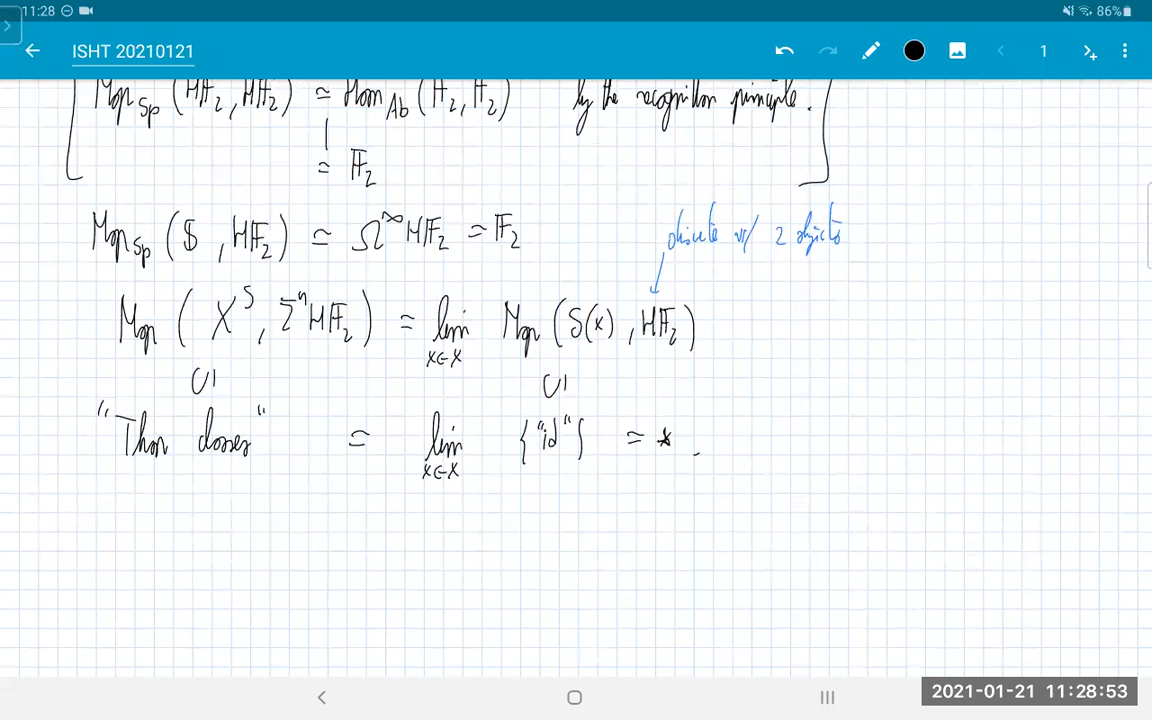 11:28
86%
ISHT 20210121
1
Map_Sp (HF_2, HF_2) ≃ Hom_Ab (F_2, F_2) by the recognition principle.
≃ F_2
Map_Sp (S, HF_2) ≃ Ω^∞ HF_2 = F_2
discrete w/ 2 objects
Map (X^S, Σ^n HF_2) = lim_{x∈X} Map (S(x), HF_2)
∪| ∪|
"Thom classes" = lim_{x∈X} {"id"} ≃ *.
2021-01-21 11:28:53